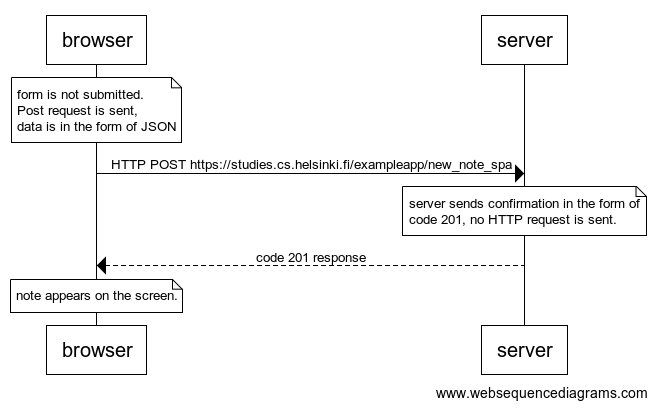 browser server
form is not submitted.
Post request is sent,
data is in the form of JSON
HTTP POST https://studies.cs.helsinki.fi/exampleapp/new_note_spa
server sends confirmation in the form of
code 201, no HTTP request is sent.
code 201 response
note appears on the screen.
browser server
www.websequencediagrams.com